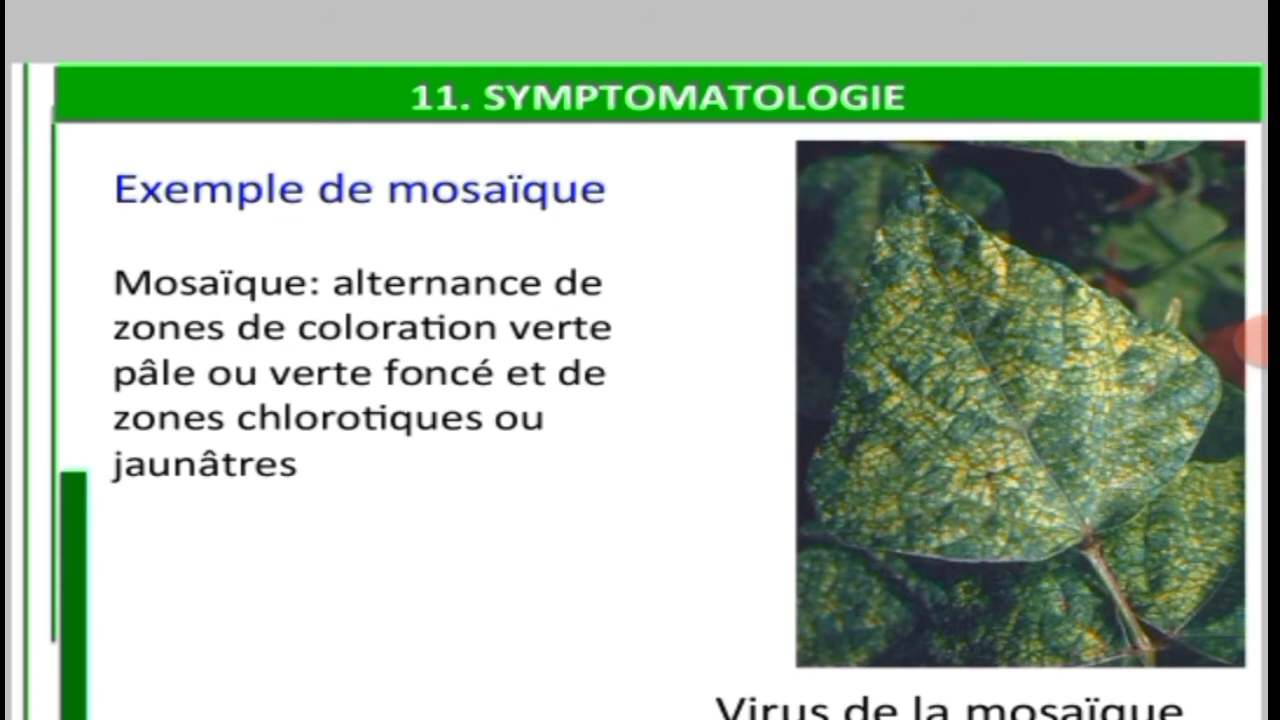 11. SYMPTOMATOLOGIE
Exemple de mosaïque
Mosaïque: alternance de
zones de coloration verte
pâle ou verte foncé et de
zones chlorotiques ou
jaunâtres
Virus de la mosaïque